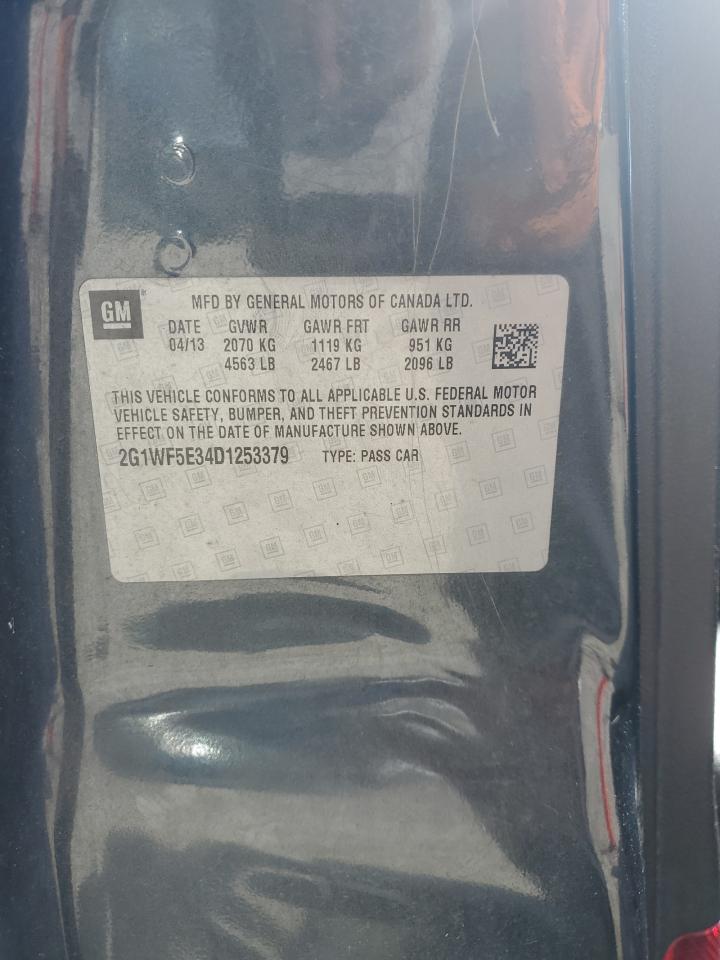 GM
MFD BY GENERAL MOTORS OF CANADA LTD.
DATE GVWR GAWR FRT GAWR RR
04/13 2070 KG 1119 KG 951 KG
4563 LB 2467 LB 2096 LB
THIS VEHICLE CONFORMS TO ALL APPLICABLE U.S. FEDERAL MOTOR
VEHICLE SAFETY, BUMPER, AND THEFT PREVENTION STANDARDS IN
EFFECT ON THE DATE OF MANUFACTURE SHOWN ABOVE.
2G1WF5E34D1253379 TYPE: PASS CAR